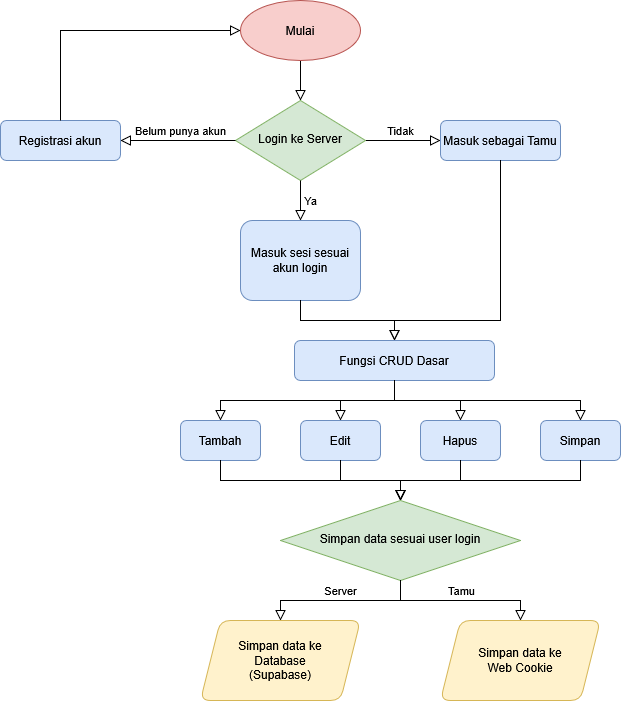 Mulai
Belum punya akun
Login ke Server
Tidak
Registrasi akun
Masuk sebagai Tamu
Ya
Masuk sesi sesuai
akun login
Fungsi CRUD Dasar
Tambah
Edit
Hapus
Simpan
Simpan data sesuai user login
Server
Tamu
Simpan data ke
Database
(Supabase)
Simpan data ke
Web Cookie